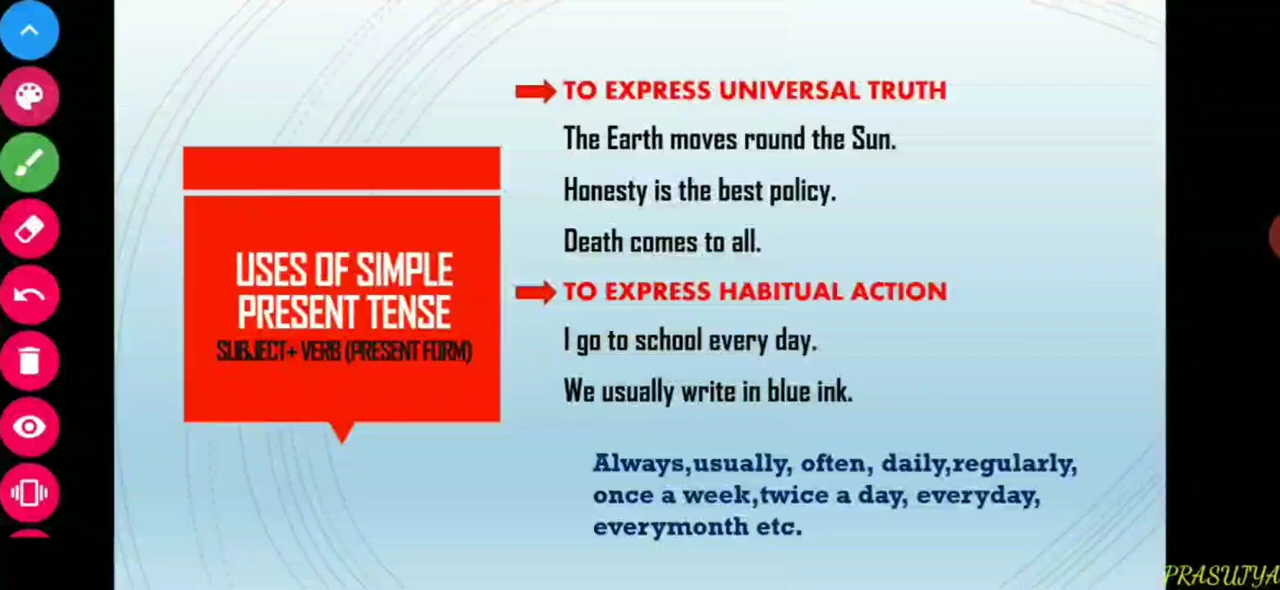 USES OF SIMPLE
PRESENT TENSE
SUBJECT+ VERB (PRESENT FORM)
TO EXPRESS UNIVERSAL TRUTH
The Earth moves round the Sun.
Honesty is the best policy.
Death comes to all.
TO EXPRESS HABITUAL ACTION
I go to school every day.
We usually write in blue ink.
Always,usually, often, daily,regularly,
once a week,twice a day, everyday,
everymonth etc.
PRASUJYA